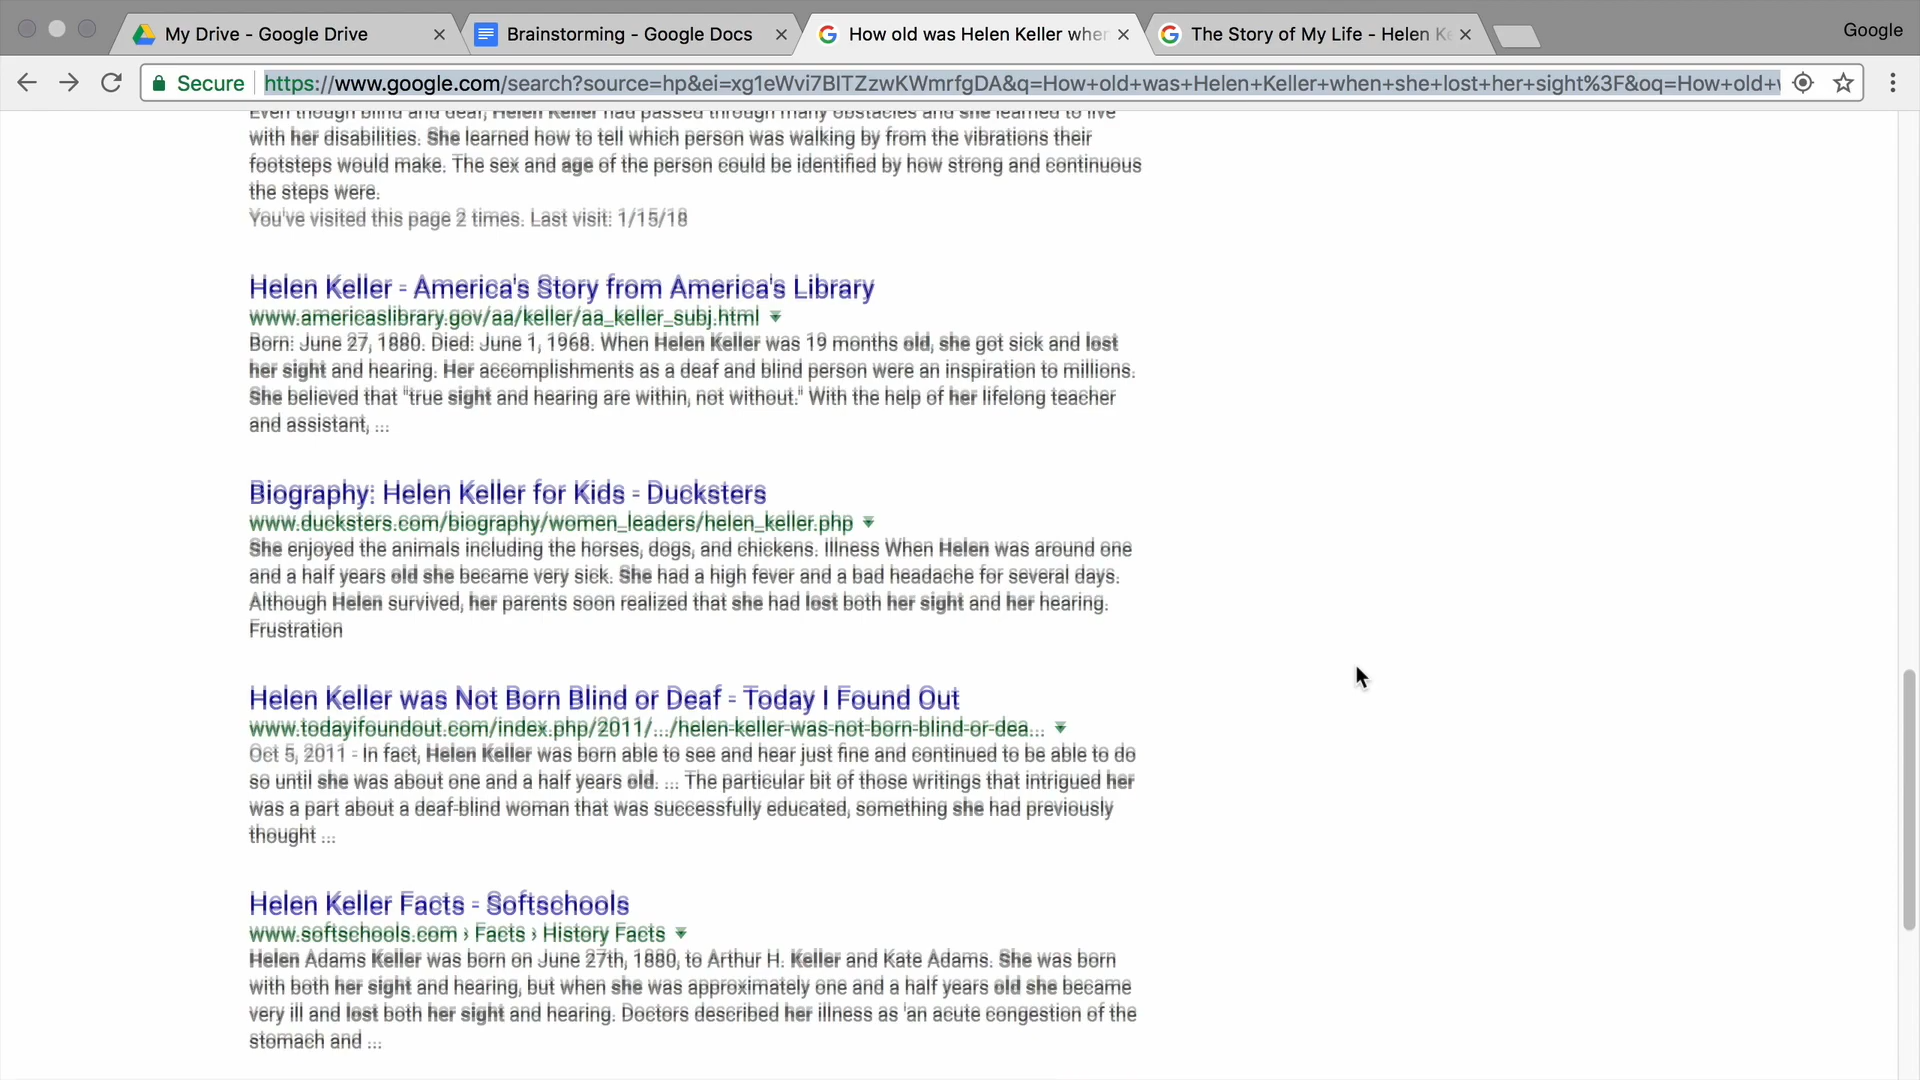 My Drive - Google Drive
Brainstorming - Google Docs
How old was Helen Keller wher
The Story of My Life - Helen Ke
Google
Secure
https://www.google.com/search?source=hp&ei=xg1eWvi7BITZzwKWmrfgDA&q=How+old+was+Helen+Keller+when+she+lost+her+sight%3F&oq=How+old+v
Even though blind and deaf, Helen Keller had passed through many obstacles and she learned to live
with her disabilities. She learned how to tell which person was walking by from the vibrations their
footsteps would make. The sex and age of the person could be identified by how strong and continuous
the steps were.
You've visited this page 2 times. Last visit: 1/15/18
Helen Keller - America's Story from America's Library
www.americaslibrary.gov/aa/keller/aa_keller_subj.html
Born: June 27, 1880. Died: June 1, 1968. When Helen Keller was 19 months old, she got sick and lost
her sight and hearing. Her accomplishments as a deaf and blind person were an inspiration to millions.
She believed that "true sight and hearing are within, not without." With the help of her lifelong teacher
and assistant, ...
Biography: Helen Keller for Kids - Ducksters
www.ducksters.com/biography/women_leaders/helen_keller.php
She enjoyed the animals including the horses, dogs, and chickens. Illness When Helen was around one
and a half years old she became very sick. She had a high fever and a bad headache for several days.
Although Helen survived, her parents soon realized that she had lost both her sight and her hearing.
Frustration
Helen Keller was Not Born Blind or Deaf - Today I Found Out
www.todayifoundout.com/index.php/2011/.../helen-keller-was-not-born-blind-or-dea...
Oct 5, 2011 - In fact, Helen Keller was born able to see and hear just fine and continued to be able to do
so until she was about one and a half years old. ... The particular bit of those writings that intrigued her
was a part about a deaf-blind woman that was successfully educated, something she had previously
thought ...
Helen Keller Facts - Softschools
www.softschools.com › Facts › History Facts
Helen Adams Keller was born on June 27th, 1880, to Arthur H. Keller and Kate Adams. She was born
with both her sight and hearing, but when she was approximately one and a half years old she became
very ill and lost both her sight and hearing. Doctors described her illness as 'an acute congestion of the
stomach and ...